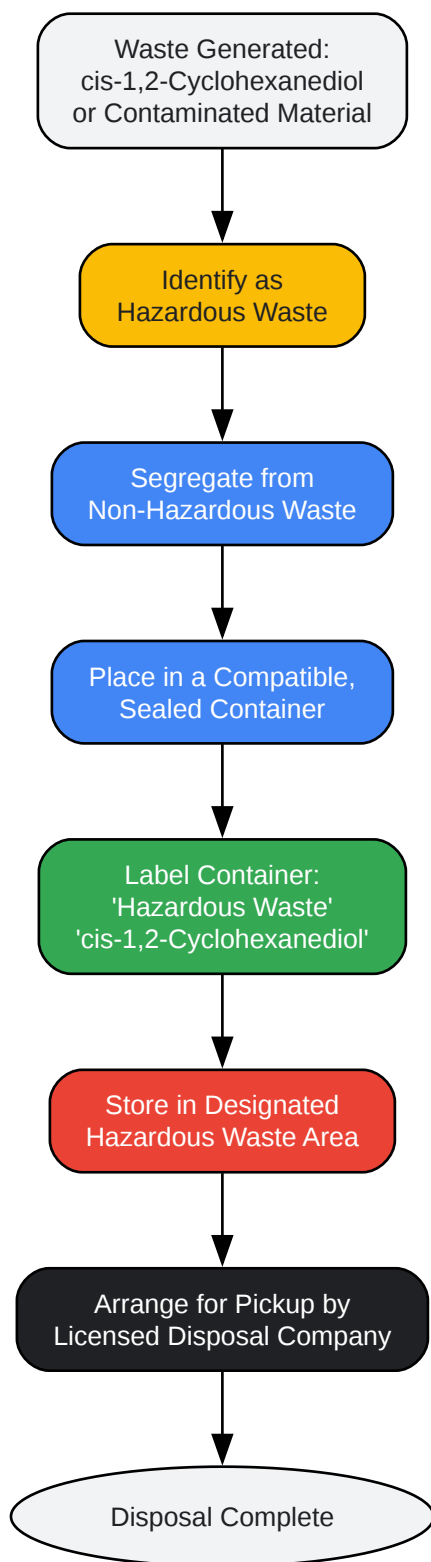 Waste Generated:
cis-1,2-Cyclohexanediol
or Contaminated Material
Identify as
Hazardous Waste
Segregate from
Non-Hazardous Waste
Place in a Compatible,
Sealed Container
Label Container:
'Hazardous Waste'
'cis-1,2-Cyclohexanediol'
Store in Designated
Hazardous Waste Area
Arrange for Pickup by
Licensed Disposal Company
Disposal Complete